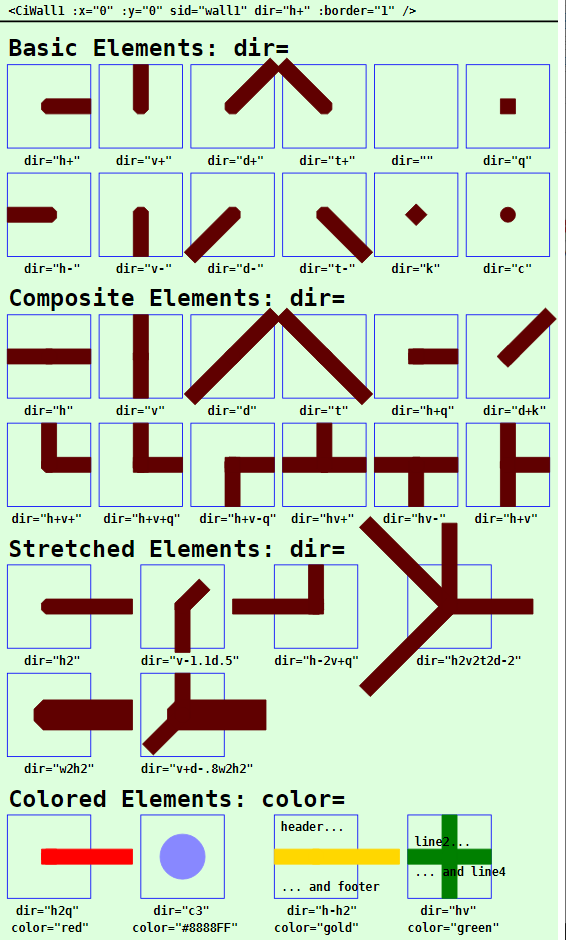 <CiWall1 :x="0" :y="0" sid="wall1" dir="h+" :border="1" />
Basic Elements: dir=
dir="h+" dir="v+" dir="d+" dir="t+" dir="" dir="q"
dir="h-" dir="v-" dir="d-" dir="t-" dir="k" dir="c"
Composite Elements: dir=
dir="h" dir="v" dir="d" dir="t" dir="h+q" dir="d+k"
dir="h+v+" dir="h+v+q" dir="h+v-q" dir="hv+" dir="hv-" dir="h+v"
Stretched Elements: dir=
dir="h2" dir="v-1.1d.5" dir="h-2v+q" dir="h2v2t2d-2"
dir="w2h2" dir="v+d-.8w2h2"
Colored Elements: color=
header...
line2...
... and line4
... and footer
dir="h2q" dir="c3" dir="h-h2" dir="hv"
color="red" color="#8888FF" color="gold" color="green"